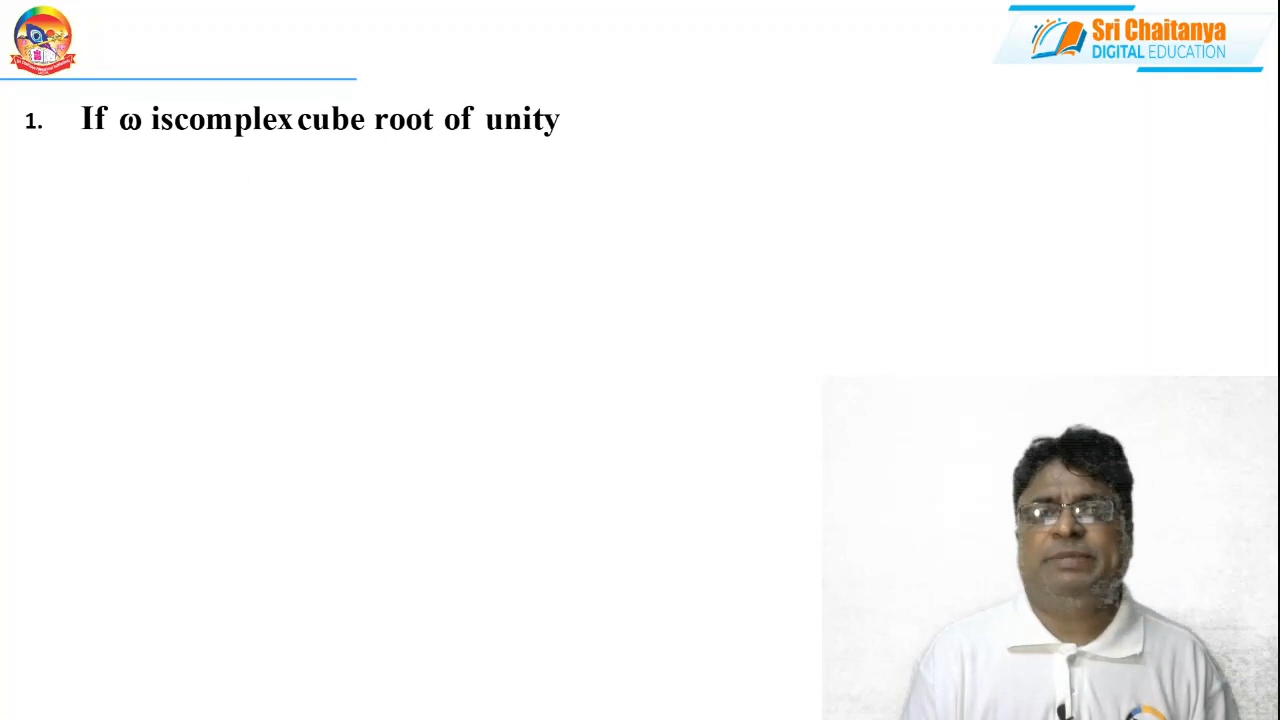 Sri Chaitanya
DIGITAL EDUCATION
1. If ω iscomplex cube root of unity